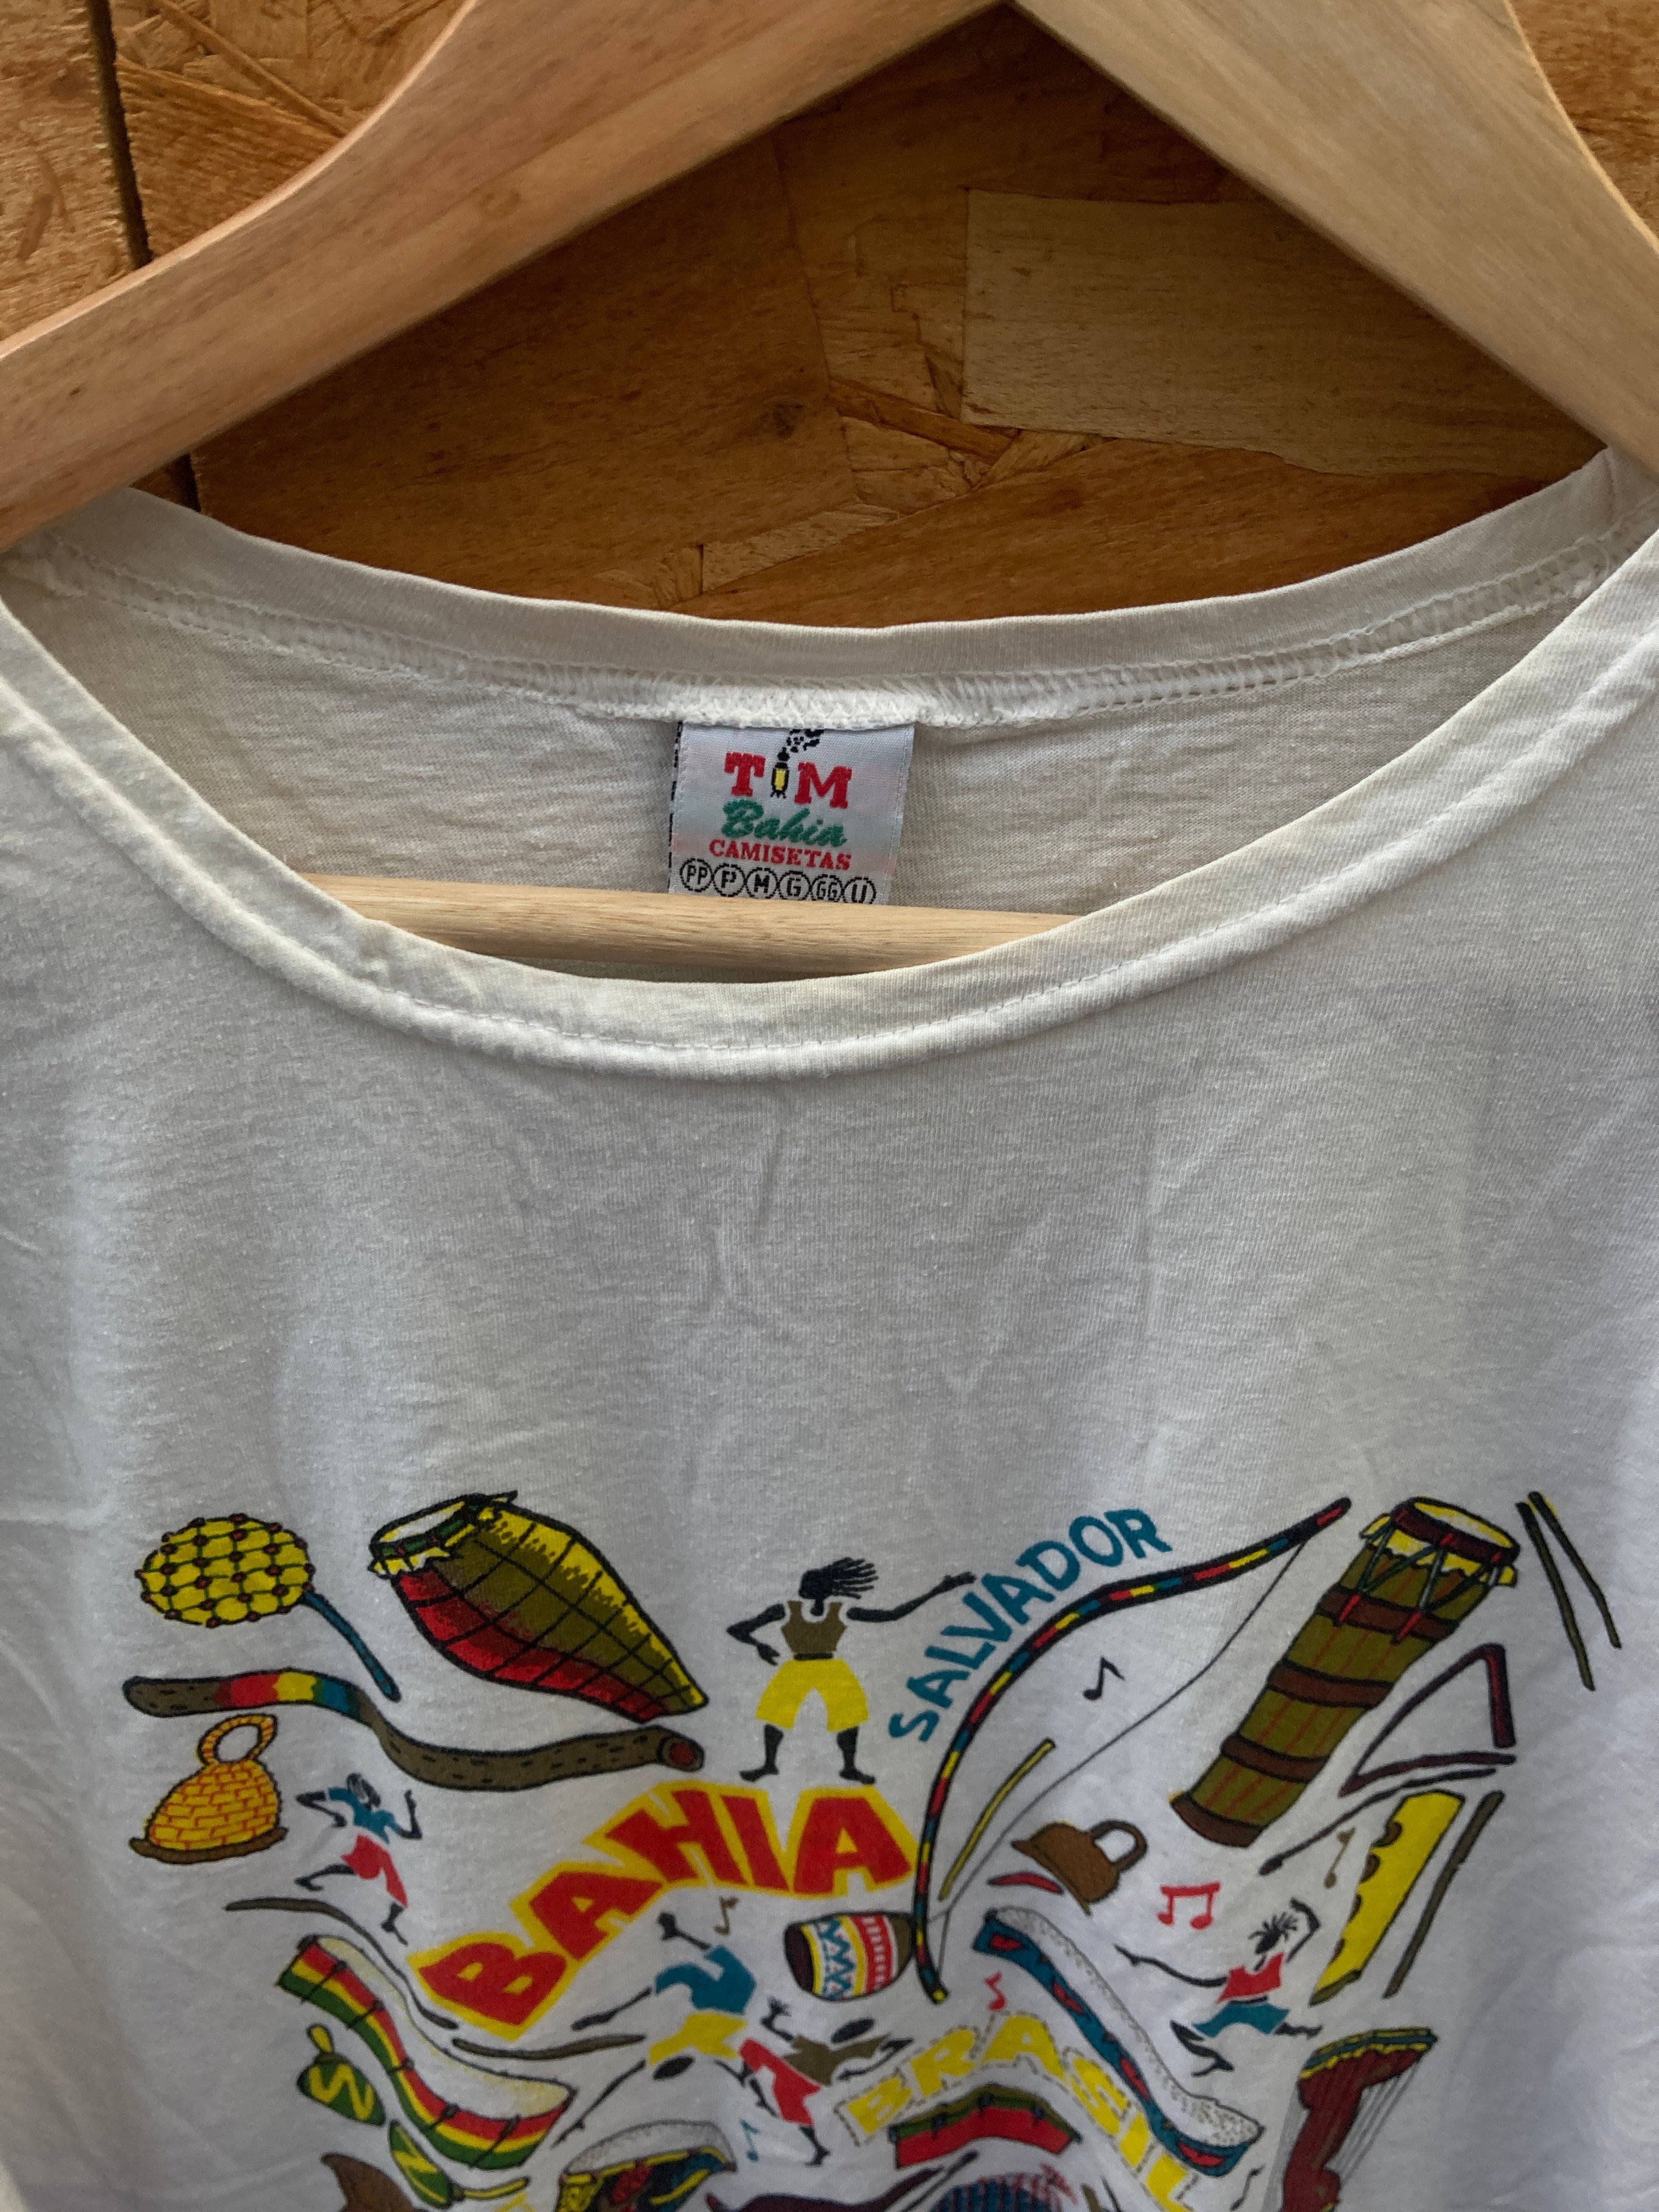 TIM
Bahia
CAMISETAS
PP P M G GG U
SALVADOR
BAHIA
BRASIL